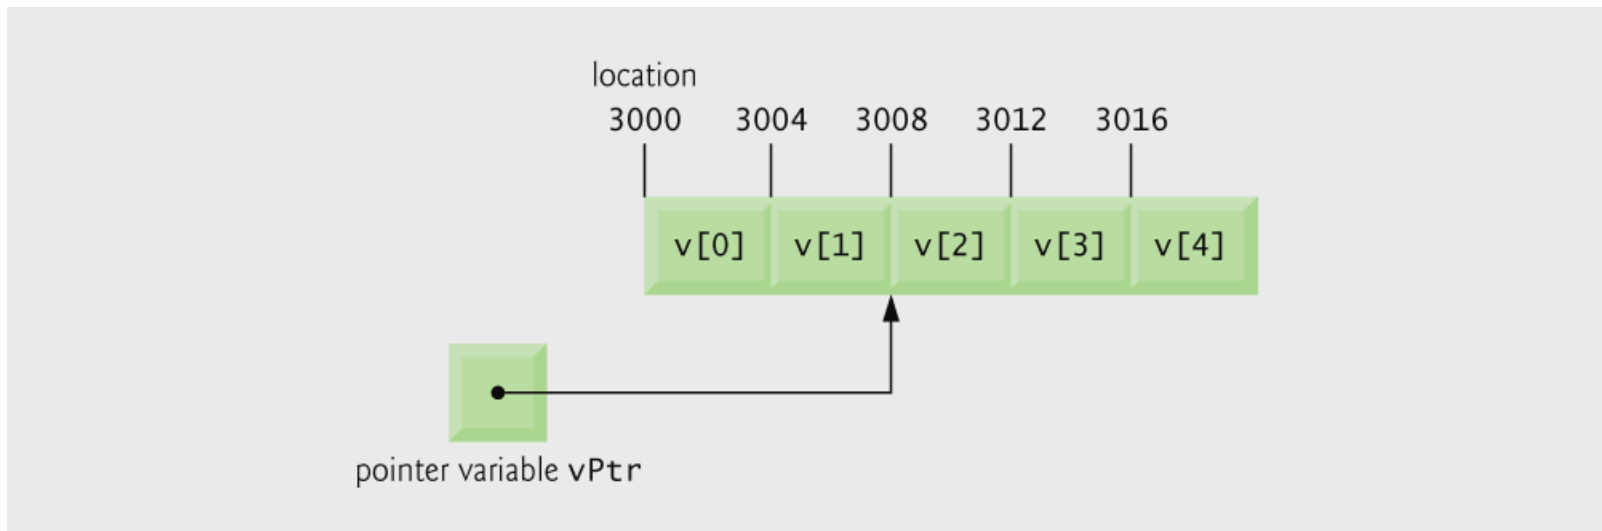 location
3000 3004 3008 3012 3016
v[0] v[1] v[2] v[3] v[4]
pointer variable vPtr